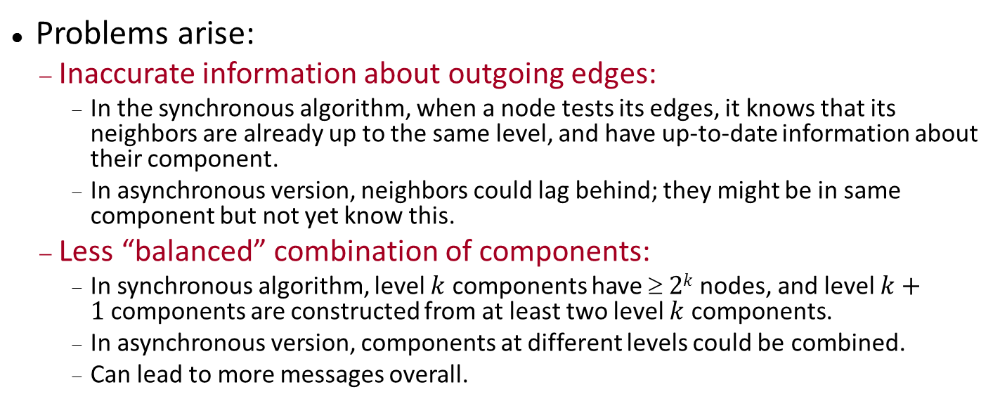 • Problems arise:
– Inaccurate information about outgoing edges:
– In the synchronous algorithm, when a node tests its edges, it knows that its
neighbors are already up to the same level, and have up-to-date information about
their component.
– In asynchronous version, neighbors could lag behind; they might be in same
component but not yet know this.
– Less “balanced” combination of components:
– In synchronous algorithm, level 𝑘 components have ≥ 2ᵏ nodes, and level 𝑘 +
1 components are constructed from at least two level 𝑘 components.
– In asynchronous version, components at different levels could be combined.
– Can lead to more messages overall.